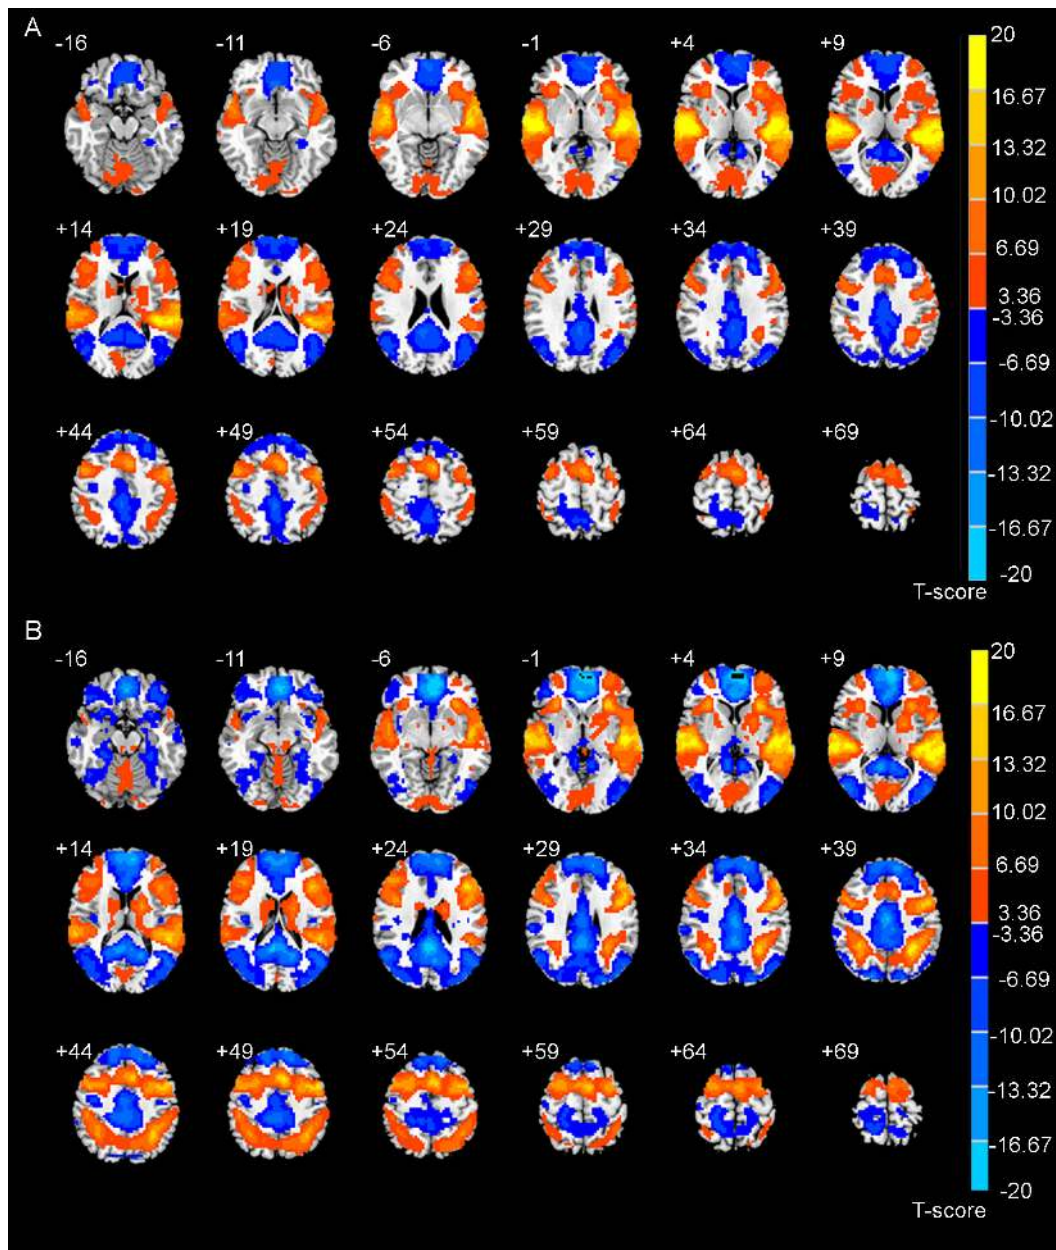 A
-16 -11 -6 -1 +4 +9
+14 +19 +24 +29 +34 +39
+44 +49 +54 +59 +64 +69
20
16.67
13.32
10.02
6.69
3.36
-3.36
-6.69
-10.02
-13.32
-16.67
-20
T-score
B
-16 -11 -6 -1 +4 +9
+14 +19 +24 +29 +34 +39
+44 +49 +54 +59 +64 +69
20
16.67
13.32
10.02
6.69
3.36
-3.36
-6.69
-10.02
-13.32
-16.67
-20
T-score